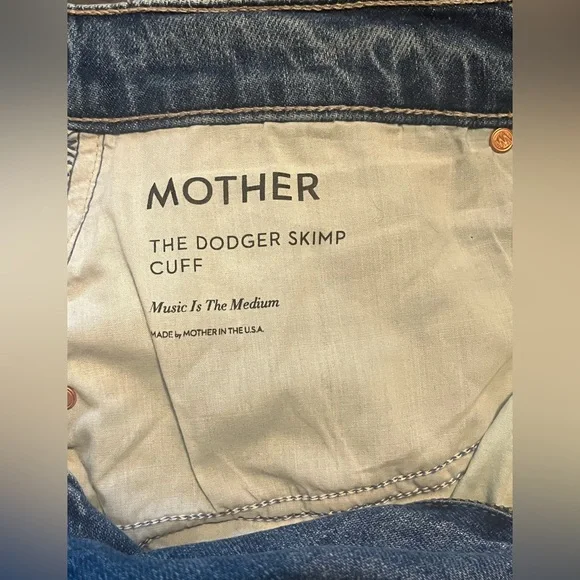 MOTHER
THE DODGER SKIMP
CUFF
Music Is The Medium
MADE by MOTHER IN THE U.S.A.